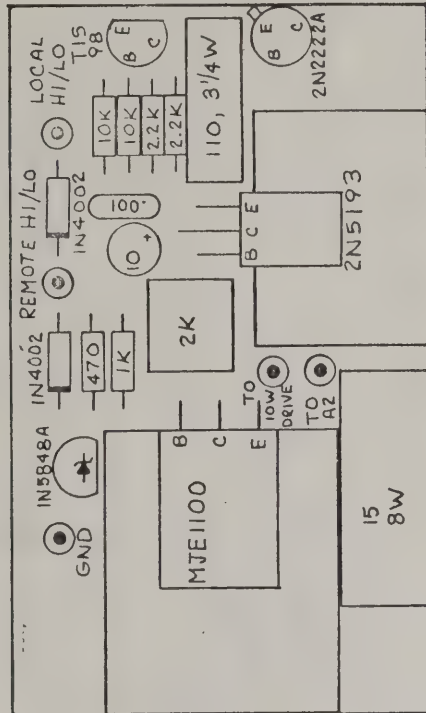 LOCAL
HI/LO
T15
98
B
E
C
2N2222A
B
E
C
10K
10K
2.2K
2.2K
110, 3¼W
REMOTE HI/LO
1N4002
100
10
+
B C E
2N5193
1N4002
470
1K
2K
1N5848A
GND
B
C
E
MJE1100
TO
10W
DRIVE
TO
A2
15
8W